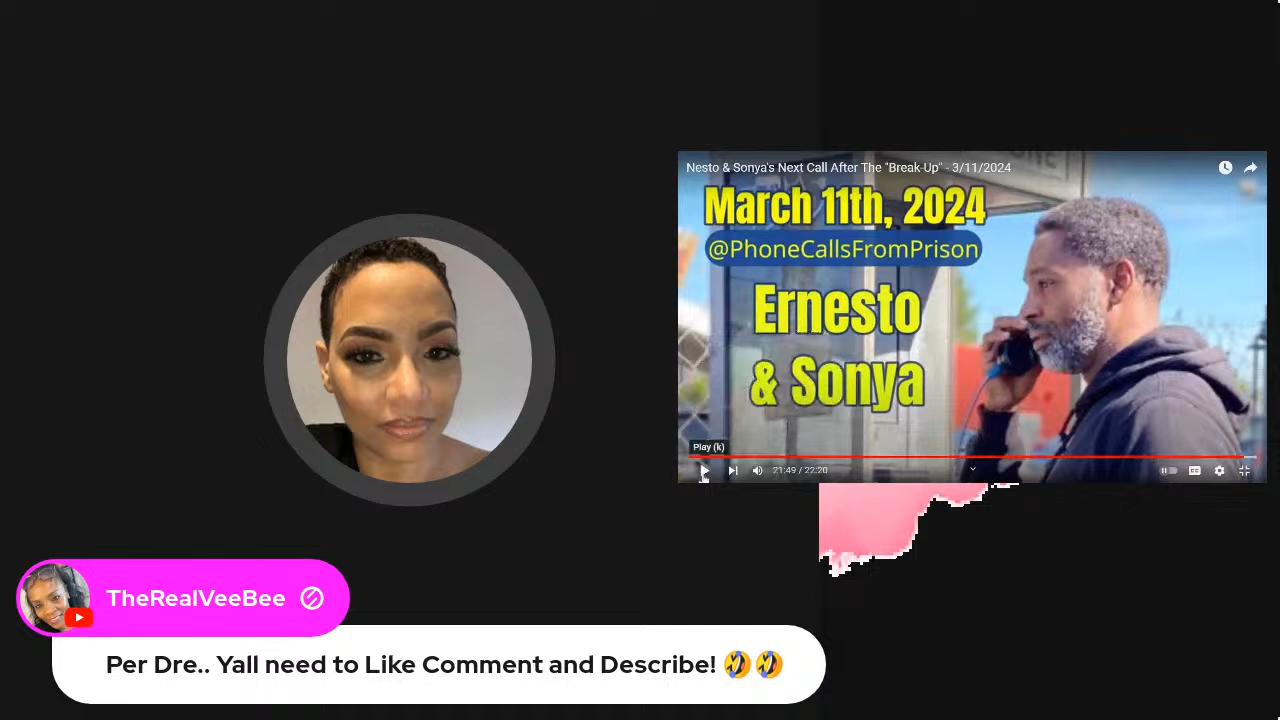 Nesto & Sonya's Next Call After The "Break-Up" - 3/11/2024
March 11th, 2024
@PhoneCallsFromPrison
Ernesto
& Sonya
Play (k)
21:49 / 22:20
TheRealVeeBee
Per Dre.. Yall need to Like Comment and Describe! 🤣🤣